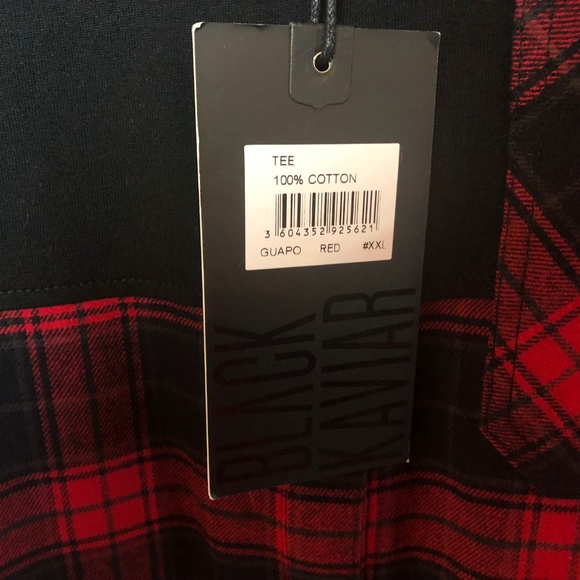 TEE
100% COTTON
3 604352 925621
GUAPO RED #XXL
BLACK
KAVIAR